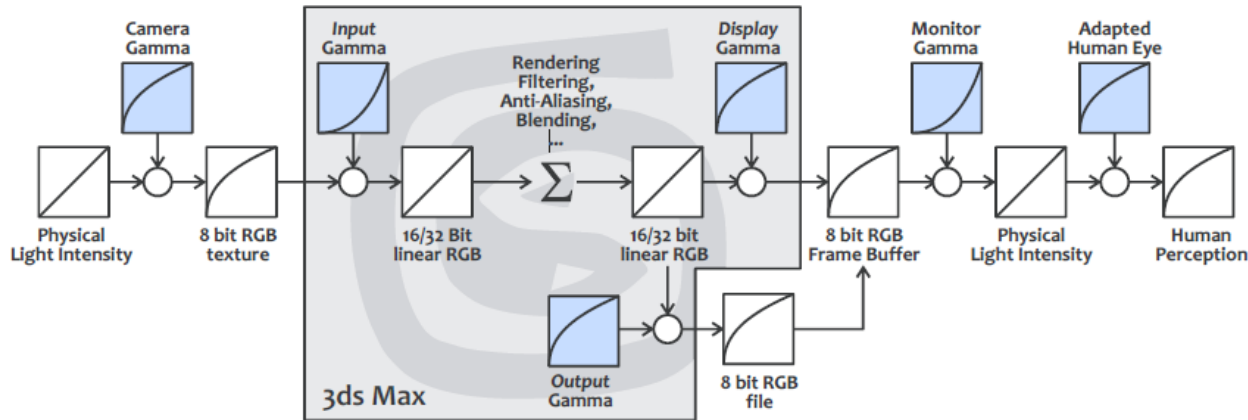 Camera
Gamma
Input
Gamma
Rendering
Filtering,
Anti-Aliasing,
Blending,
...
Display
Gamma
Monitor
Gamma
Adapted
Human Eye
Σ
Physical
Light Intensity
8 bit RGB
texture
16/32 Bit
linear RGB
16/32 bit
linear RGB
8 bit RGB
Frame Buffer
Physical
Light Intensity
Human
Perception
3ds Max
Output
Gamma
8 bit RGB
file